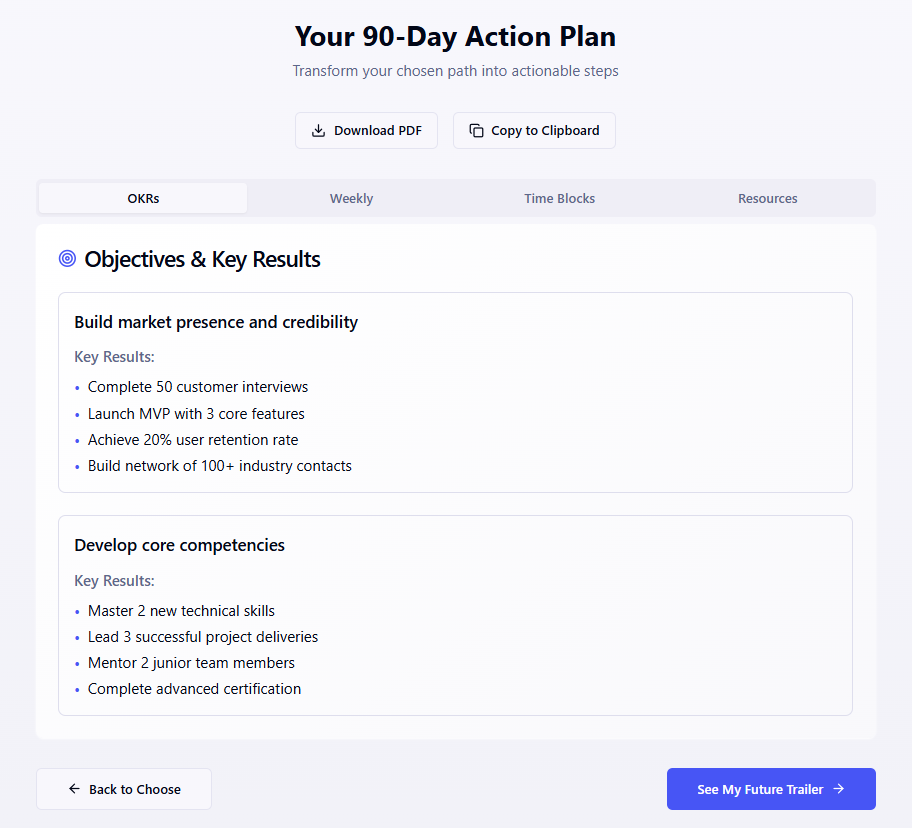 Your 90-Day Action Plan
Transform your chosen path into actionable steps
Download PDF
Copy to Clipboard
OKRs
Weekly
Time Blocks
Resources
Objectives & Key Results
Build market presence and credibility
Key Results:
• Complete 50 customer interviews
• Launch MVP with 3 core features
• Achieve 20% user retention rate
• Build network of 100+ industry contacts
Develop core competencies
Key Results:
• Master 2 new technical skills
• Lead 3 successful project deliveries
• Mentor 2 junior team members
• Complete advanced certification
← Back to Choose
See My Future Trailer →